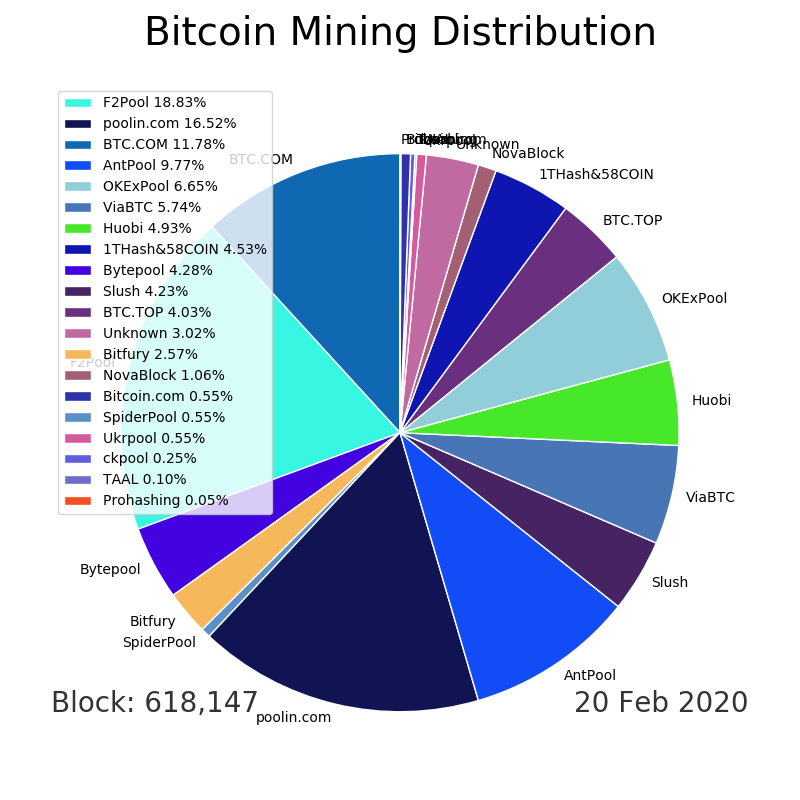 Bitcoin Mining Distribution
F2Pool 18.83%
poolin.com 16.52%
BTC.COM 11.78%
AntPool 9.77%
OKExPool 6.65%
ViaBTC 5.74%
Huobi 4.93%
1THash&58COIN 4.53%
Bytepool 4.28%
Slush 4.23%
BTC.TOP 4.03%
Unknown 3.02%
Bitfury 2.57%
NovaBlock 1.06%
Bitcoin.com 0.55%
SpiderPool 0.55%
Ukrpool 0.55%
ckpool 0.25%
TAAL 0.10%
Prohashing 0.05%
BTC.COM
Unknown
NovaBlock
1THash&58COIN
BTC.TOP
OKExPool
Huobi
ViaBTC
Slush
AntPool
poolin.com
SpiderPool
Bitfury
Bytepool
F2Pool
Block: 618,147
20 Feb 2020